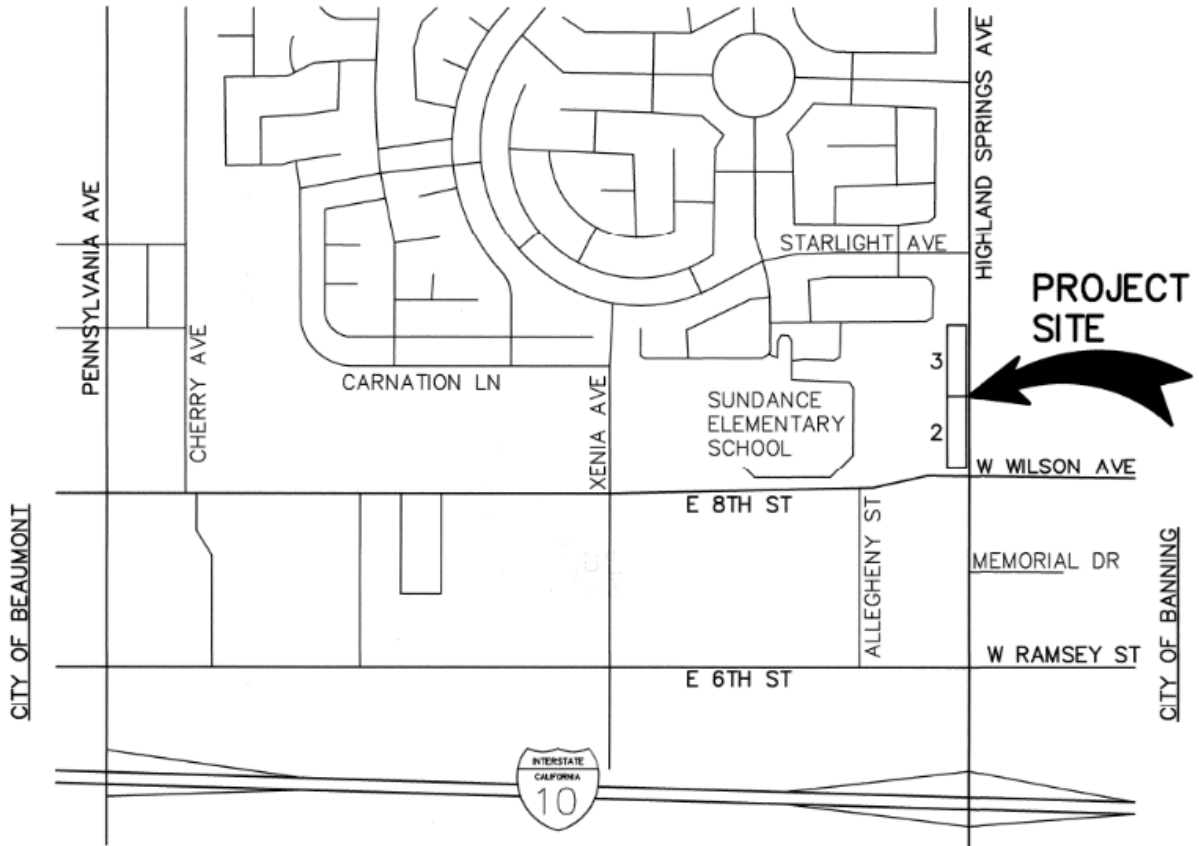 HIGHLAND SPRINGS AVE
PENNSYLVANIA AVE
STARLIGHT AVE
PROJECT
SITE
CHERRY AVE
3
CARNATION LN
XENIA AVE
SUNDANCE
ELEMENTARY
SCHOOL
2
W WILSON AVE
E 8TH ST
ALLEGHENY ST
CITY OF BEAUMONT
MEMORIAL DR
CITY OF BANNING
W RAMSEY ST
E 6TH ST
INTERSTATE
CALIFORNIA
10